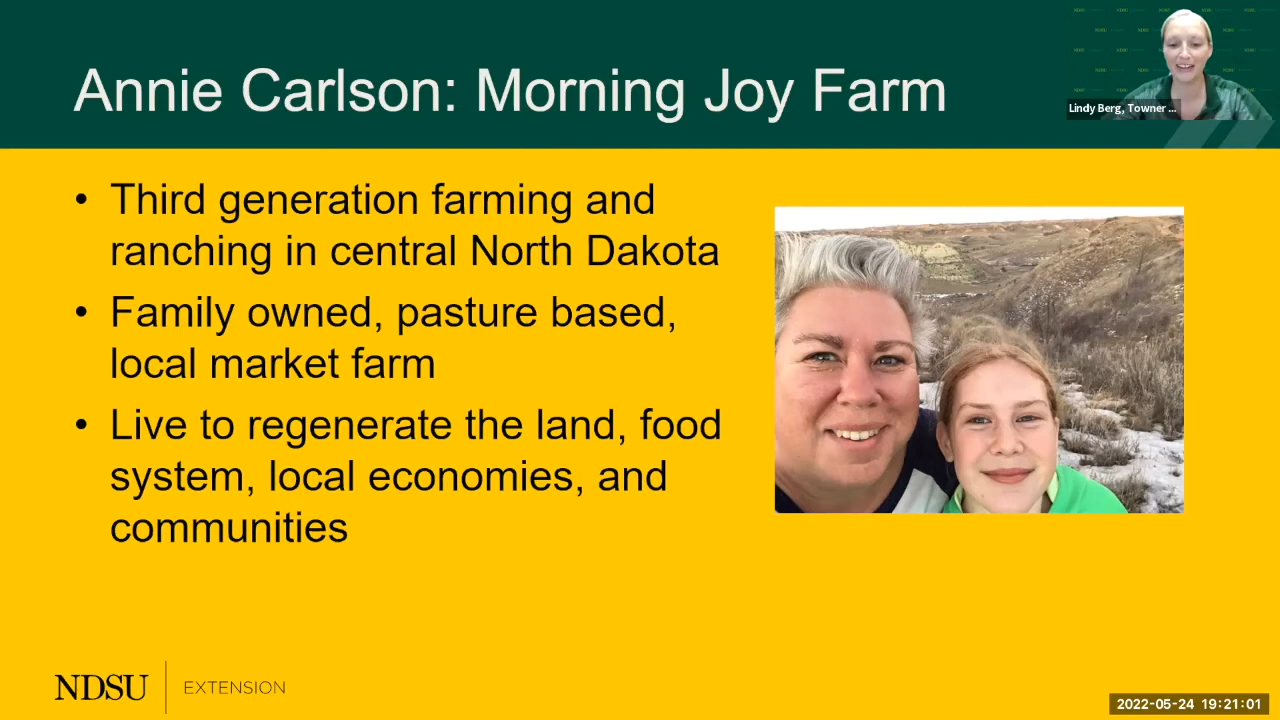 Annie Carlson: Morning Joy Farm
Lindy Berg, Towner ...
• Third generation farming and
ranching in central North Dakota
• Family owned, pasture based,
local market farm
• Live to regenerate the land, food
system, local economies, and
communities
NDSU EXTENSION
2022-05-24 19:21:01